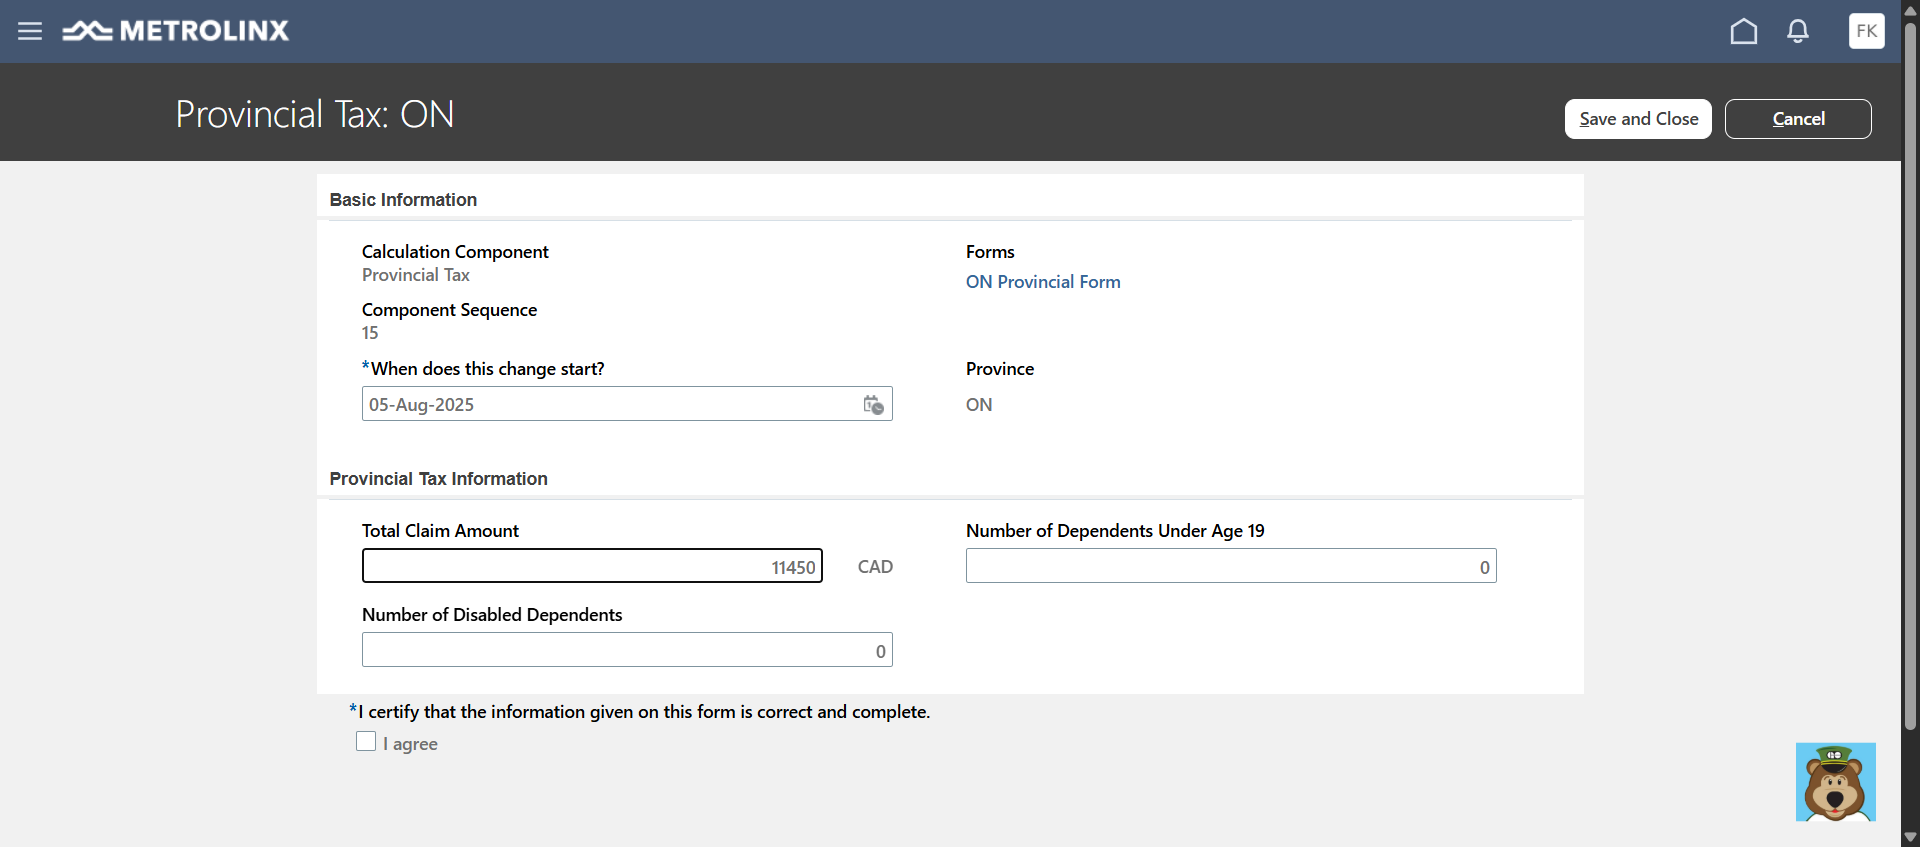 METROLINX
FK
Provincial Tax: ON
Save and Close
Cancel
Basic Information
Calculation Component
Provincial Tax
Forms
ON Provincial Form
Component Sequence
15
*When does this change start?
05-Aug-2025
Province
ON
Provincial Tax Information
Total Claim Amount
11450
CAD
Number of Dependents Under Age 19
0
Number of Disabled Dependents
0
*I certify that the information given on this form is correct and complete.
I agree